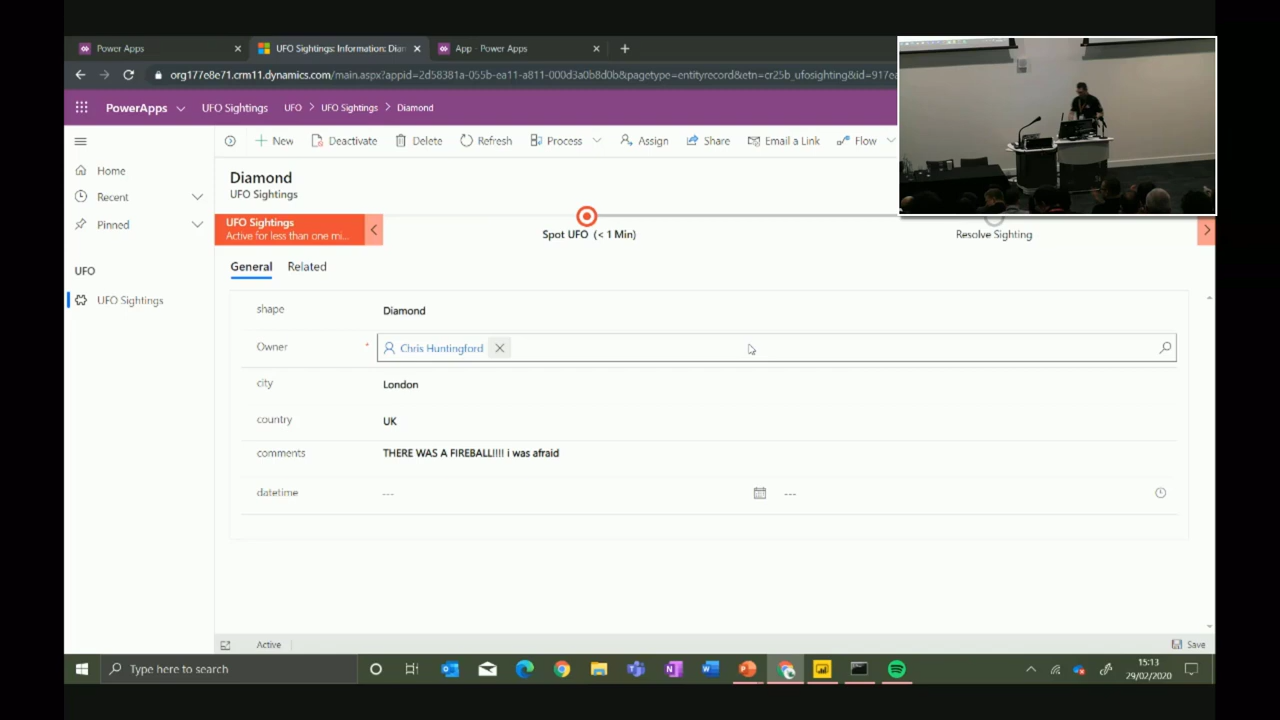 Power Apps
UFO Sightings: Information: Dian
App - Power Apps
org177e8e71.crm11.dynamics.com/main.aspx?appid=2d58381a-055b-ea11-a811-000d3a0b8d0b&pagetype=entityrecord&etn=cr25b_ufosighting&id=917ea
PowerApps UFO Sightings UFO > UFO Sightings > Diamond
New Deactivate Delete Refresh Process Assign Share Email a Link Flow
Home
Recent
Pinned
UFO
UFO Sightings
Diamond
UFO Sightings
UFO Sightings
Active for less than one mi...
Spot UFO (< 1 Min)
Resolve Sighting
General Related
shape Diamond
Owner * Chris Huntingford
city London
country UK
comments THERE WAS A FIREBALL!!!! i was afraid
datetime --- ---
Active Save
Type here to search
15:13
29/02/2020